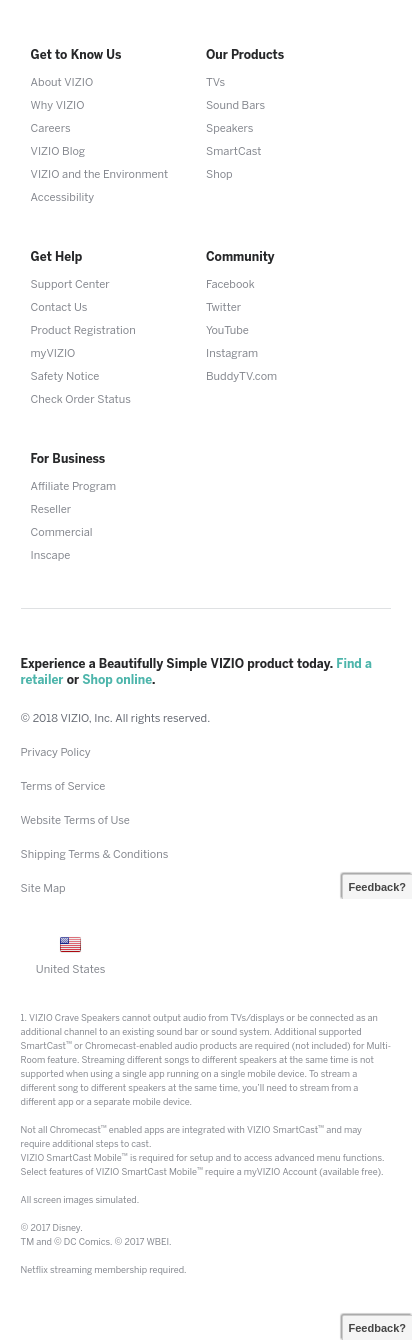 Get to Know Us
About VIZIO
Why VIZIO
Careers
VIZIO Blog
VIZIO and the Environment
Accessibility
Our Products
TVs
Sound Bars
Speakers
SmartCast
Shop
Get Help
Support Center
Contact Us
Product Registration
myVIZIO
Safety Notice
Check Order Status
Community
Facebook
Twitter
YouTube
Instagram
BuddyTV.com
For Business
Affiliate Program
Reseller
Commercial
Inscape
Experience a Beautifully Simple VIZIO product today. Find a
retailer or Shop online.
© 2018 VIZIO, Inc. All rights reserved.
Privacy Policy
Terms of Service
Website Terms of Use
Shipping Terms & Conditions
Site Map
Feedback?
United States
1. VIZIO Crave Speakers cannot output audio from TVs/displays or be connected as an
additional channel to an existing sound bar or sound system. Additional supported
SmartCast™ or Chromecast-enabled audio products are required (not included) for Multi-
Room feature. Streaming different songs to different speakers at the same time is not
supported when using a single app running on a single mobile device. To stream a
different song to different speakers at the same time, you'll need to stream from a
different app or a separate mobile device.
Not all Chromecast™ enabled apps are integrated with VIZIO SmartCast™ and may
require additional steps to cast.
VIZIO SmartCast Mobile™ is required for setup and to access advanced menu functions.
Select features of VIZIO SmartCast Mobile™ require a myVIZIO Account (available free).
All screen images simulated.
© 2017 Disney.
TM and © DC Comics. © 2017 WBEI.
Netflix streaming membership required.
Feedback?